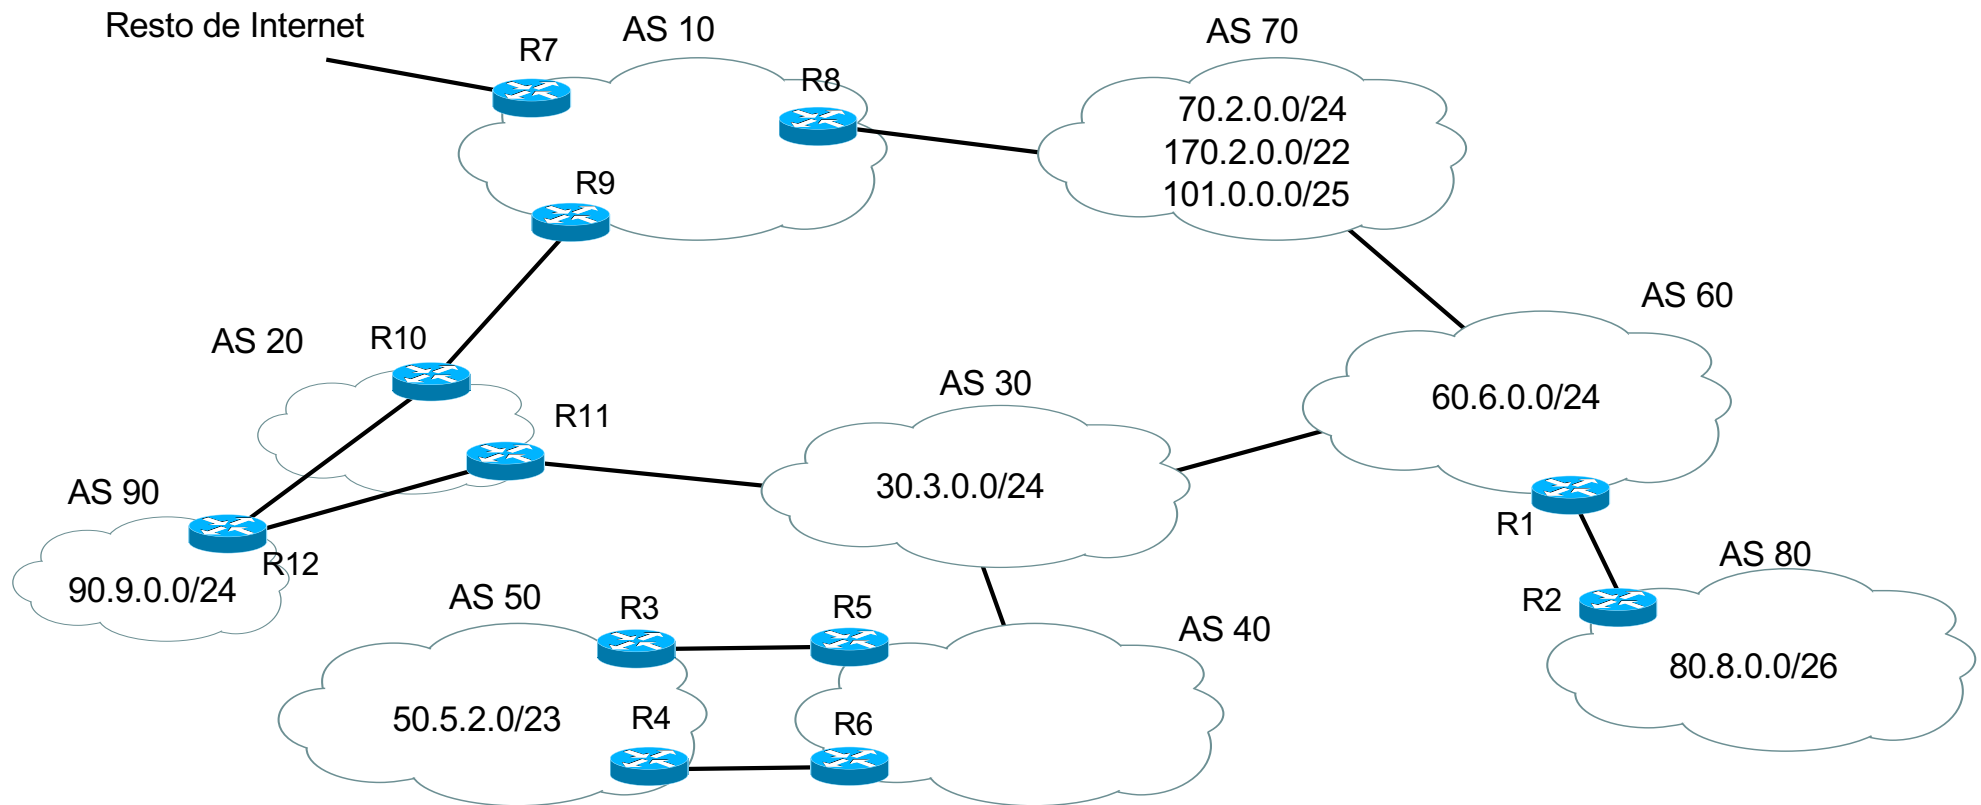 Resto de Internet
AS 10
AS 70
R7
R8
70.2.0.0/24
170.2.0.0/22
101.0.0.0/25
R9
AS 60
AS 20
R10
AS 30
60.6.0.0/24
R11
30.3.0.0/24
AS 90
R1
R12
90.9.0.0/24
AS 50
R3
R5
AS 40
AS 80
R2
80.8.0.0/26
50.5.2.0/23
R4
R6